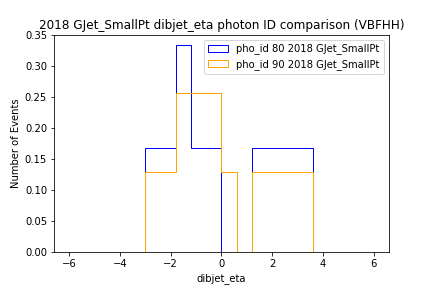 2018 GJet_SmallPt dibjet_eta photon ID comparison (VBFHH)
pho_id 80 2018 GJet_SmallPt
pho_id 90 2018 GJet_SmallPt
Number of Events
0.35
0.30
0.25
0.20
0.15
0.10
0.05
0.00
−6 −4 −2 0 2 4 6
dibjet_eta